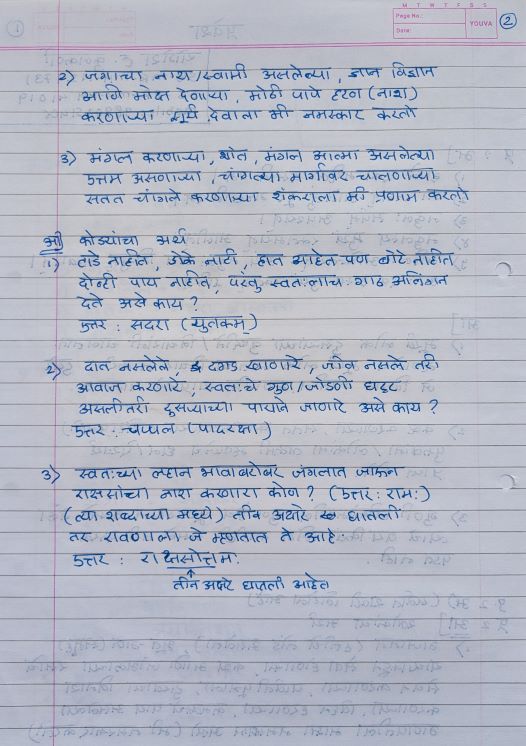 M T W T F S S
Page No.:
Date:
YOUVA
2
२) जगाचा नाथ/स्वामी असलेल्या, ज्ञान विज्ञान
आणि मोक्ष देणाऱ्या, मोठी पापे हरण (नाश)
करणाऱ्या सूर्य देवाला मी नमस्कार करतो
३) मंगल करणाऱ्या, शांत, मंगल आत्मा असलेल्या
उत्तम असणाऱ्या, चांगल्या मार्गावर चालणाऱ्या
सतत चांगले करणाऱ्या शंकराला मी प्रणाम करतो
आ) कोड्यांचा अर्थ
१) हाडे नाहीत, डोके नाही, हात आहेत पण बोटे नाहीत
दोन्ही पाय नाहीत, परंतु स्वतःलाच गाढ अलिंगन
देते असे काय?
उत्तर : सदरा (युतकम्)
२) दात नसलेले, दगड खाणारे, जीव नसले तरी
आवाज करणारे, स्वतःचे गुण/जोडणी घट्ट
असली तरी दुसऱ्याच्या पायाने जाणारे असे काय?
उत्तर : चप्पल (पादरक्षा)
३) स्वतःच्या लहान भावाबरोबर जंगलात जाऊन
राक्षसांचा नाश करणारा कोण? (उत्तर : रामः)
(त्या शब्दाच्या मध्ये) तीन अक्षरे घातली
तर रावणाला जे म्हणतात ते आहे.
उत्तर : राक्षसोत्तमः
तीन अक्षरे घातली आहेत